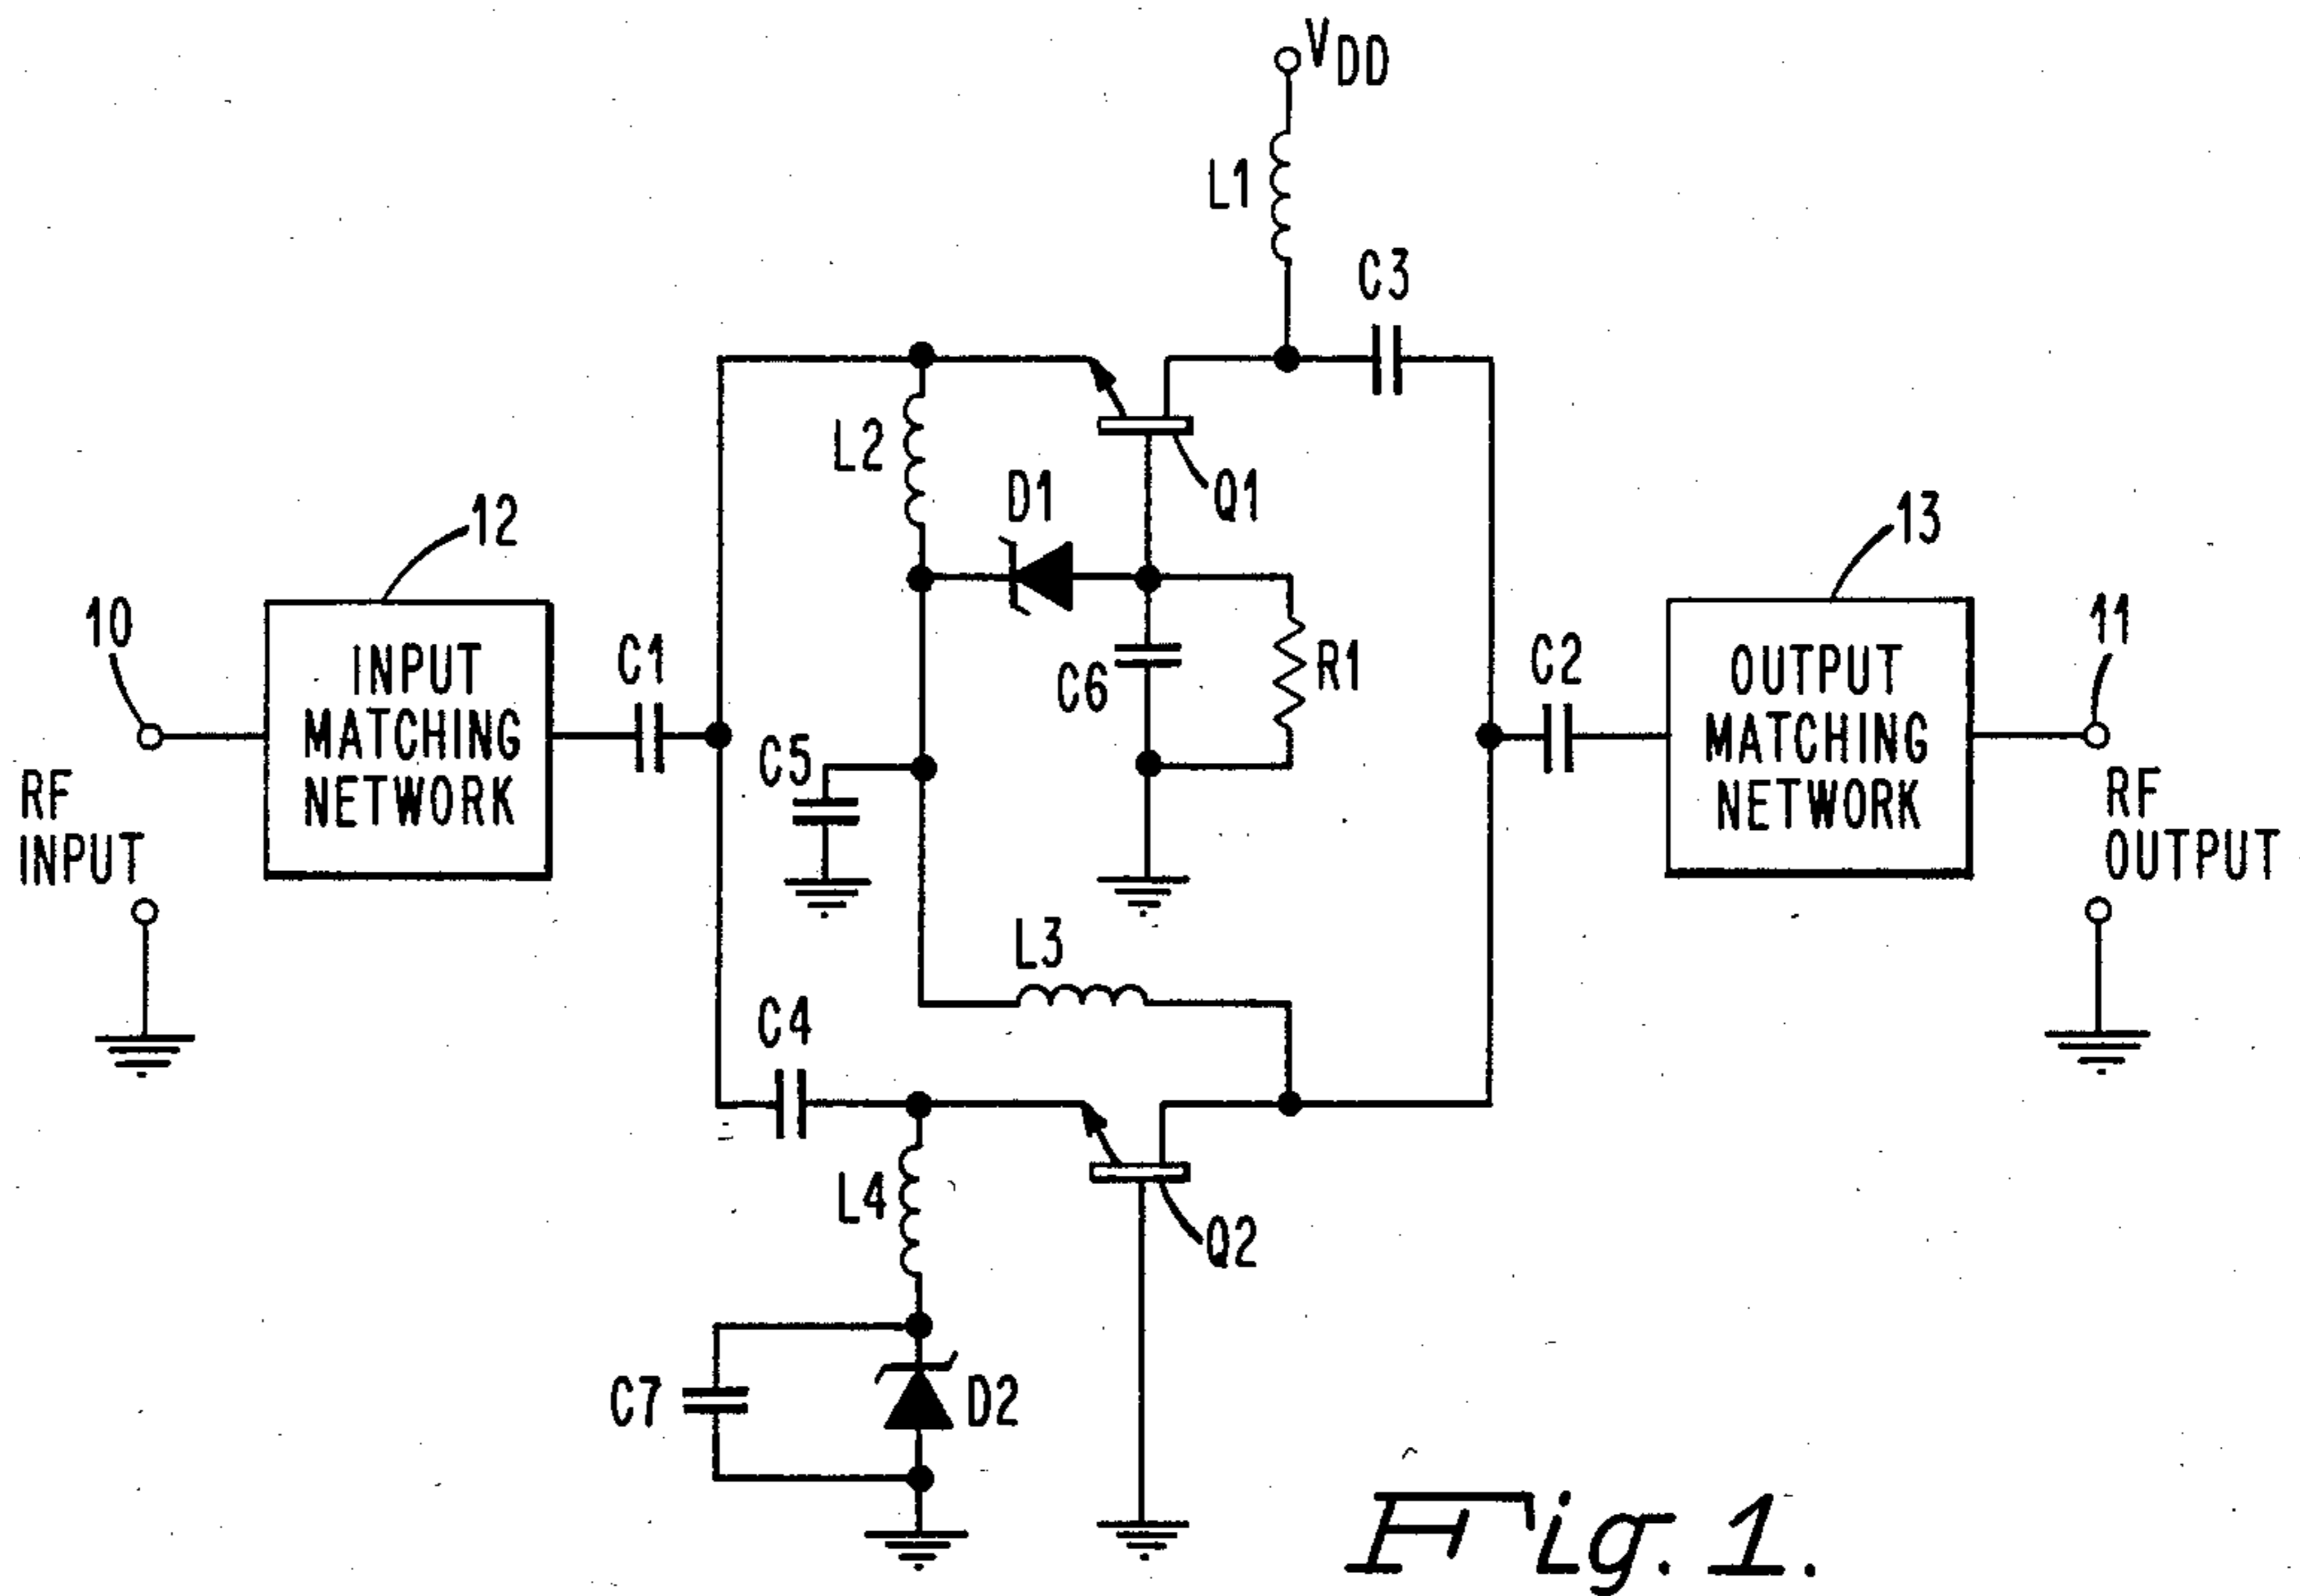 VDD
L1
C3
L2
D1
Q1
12
13
10
11
INPUT
MATCHING
NETWORK
C1
C6
R1
C2
OUTPUT
MATCHING
NETWORK
C5
RF
INPUT
RF
OUTPUT
L3
C4
L4
Q2
C7
D2
Fig. 1.